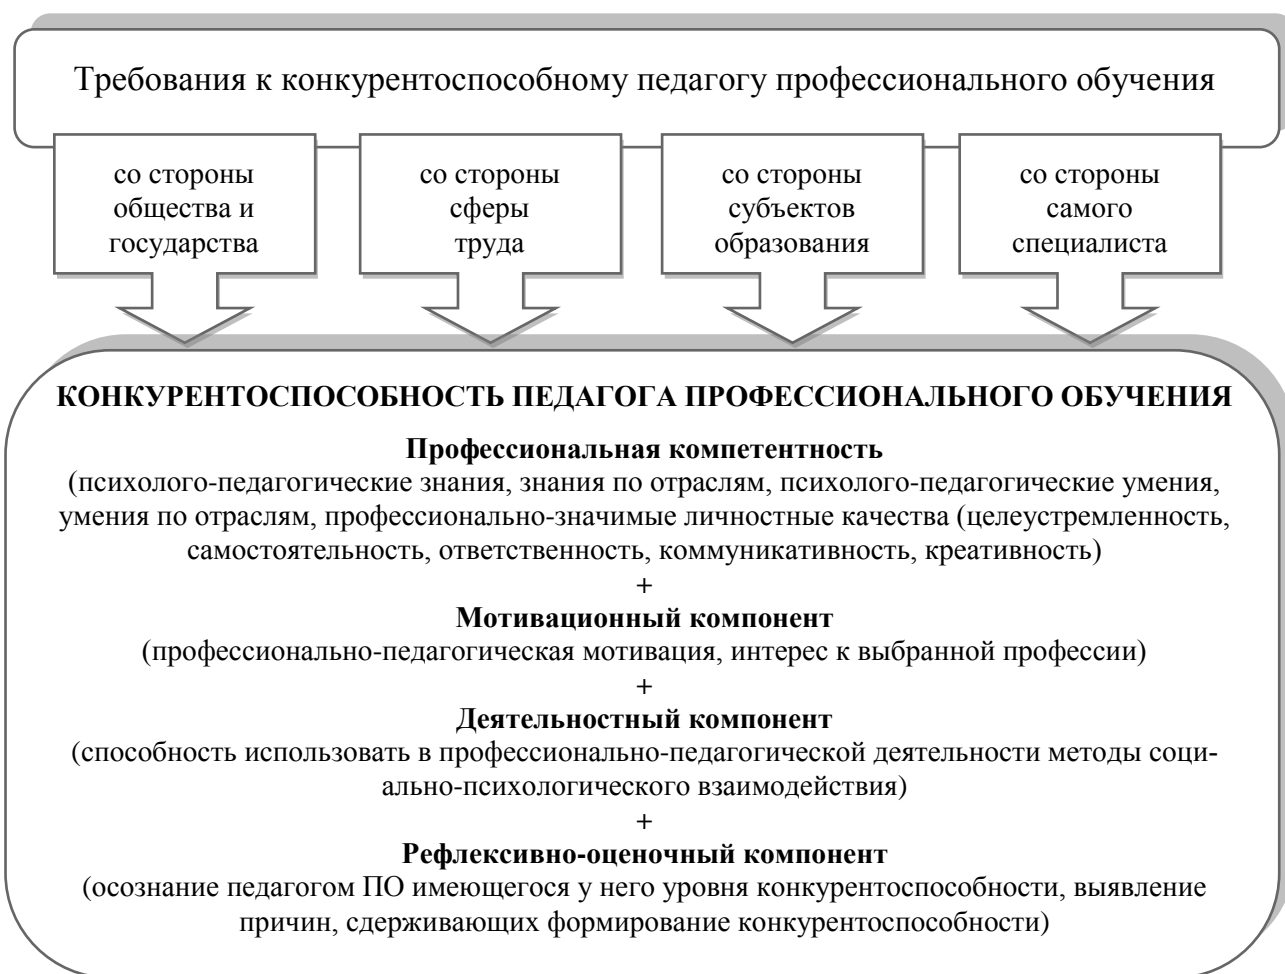 Требования к конкурентоспособному педагогу профессионального обучения
со стороны
общества и
государства
со стороны
сферы
труда
со стороны
субъектов
образования
со стороны
самого
специалиста
КОНКУРЕНТОСПОСОБНОСТЬ ПЕДАГОГА ПРОФЕССИОНАЛЬНОГО ОБУЧЕНИЯ
Профессиональная компетентность
(психолого-педагогические знания, знания по отраслям, психолого-педагогические умения,
умения по отраслям, профессионально-значимые личностные качества (целеустремленность,
самостоятельность, ответственность, коммуникативность, креативность)
+
Мотивационный компонент
(профессионально-педагогическая мотивация, интерес к выбранной профессии)
+
Деятельностный компонент
(способность использовать в профессионально-педагогической деятельности методы соци-
ально-психологического взаимодействия)
+
Рефлексивно-оценочный компонент
(осознание педагогом ПО имеющегося у него уровня конкурентоспособности, выявление
причин, сдерживающих формирование конкурентоспособности)